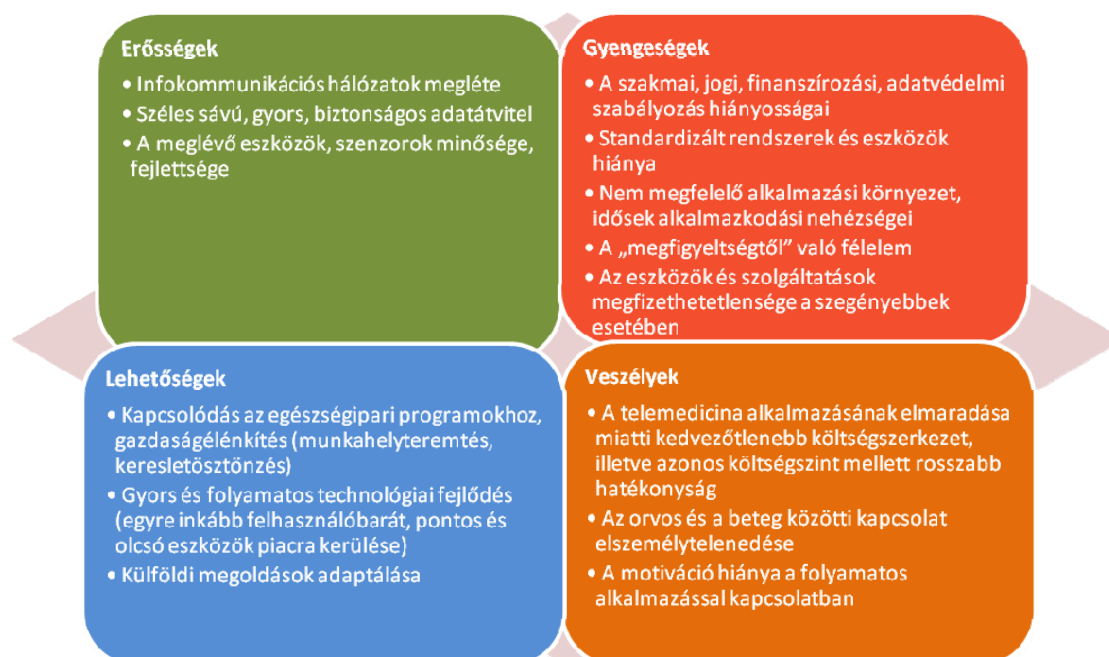 Erősségek
• Infokommunikációs hálózatok megléte
• Széles sávú, gyors, biztonságos adatátvitel
• A meglévő eszközök, szenzorok minősége,
fejlettsége
Gyengeségek
• A szakmai, jogi, finanszírozási, adatvédelmi
szabályozás hiányosságai
• Standardizált rendszerek és eszközök
hiánya
• Nem megfelelő alkalmazási környezet,
idősek alkalmazkodási nehézségei
• A „megfigyeltségtől” való félelem
• Az eszközök és szolgáltatások
megfizethetetlensége a szegényebbek
esetében
Lehetőségek
• Kapcsolódás az egészségipari programokhoz,
gazdaságélénkítés (munkahelyteremtés,
keresletösztönzés)
• Gyors és folyamatos technológiai fejlődés
(egyre inkább felhasználóbarát, pontos és
olcsó eszközök piacra kerülése)
• Külföldi megoldások adaptálása
Veszélyek
• A telemedicina alkalmazásának elmaradása
miatti kedvezőtlenebb költségszerkezet,
illetve azonos költségszint mellett rosszabb
hatékonyság
• Az orvos és a beteg közötti kapcsolat
elszemélytelenedése
• A motiváció hiánya a folyamatos
alkalmazással kapcsolatban